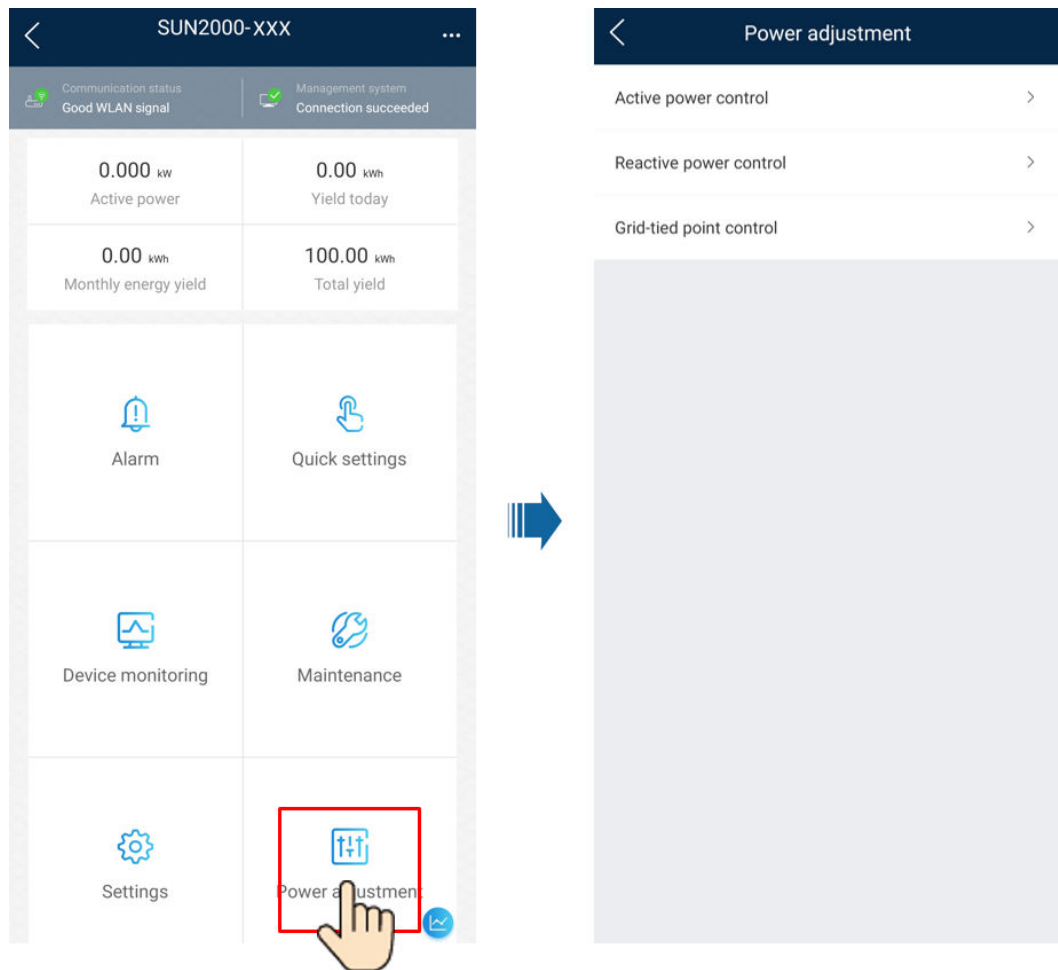 SUN2000-XXX
Communication status
Good WLAN signal
Management system
Connection succeeded
0.000 kW
Active power
0.00 kWh
Yield today
0.00 kWh
Monthly energy yield
100.00 kWh
Total yield
Alarm
Quick settings
Device monitoring
Maintenance
Settings
Power adjustment
Power adjustment
Active power control
Reactive power control
Grid-tied point control